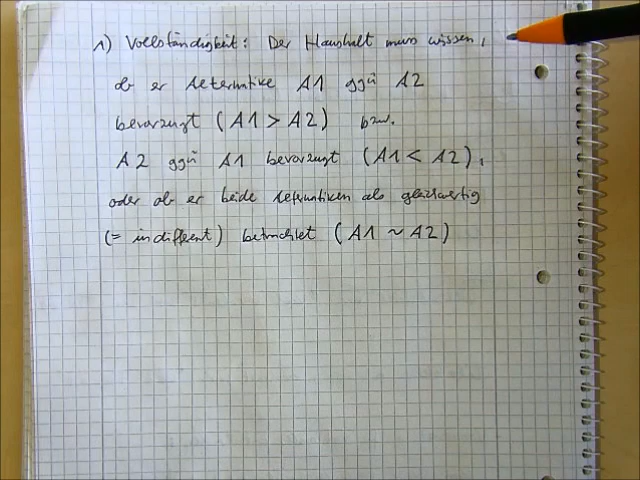 1) Vollständigkeit: Der Haushalt muss wissen,
ob er Alternative A1 ggü A2
bevorzugt (A1 > A2) bzw.
A2 ggü A1 bevorzugt (A1 < A2),
oder ob er beide Alternativen als gleichwertig
(= indifferent) betrachtet (A1 ~ A2)